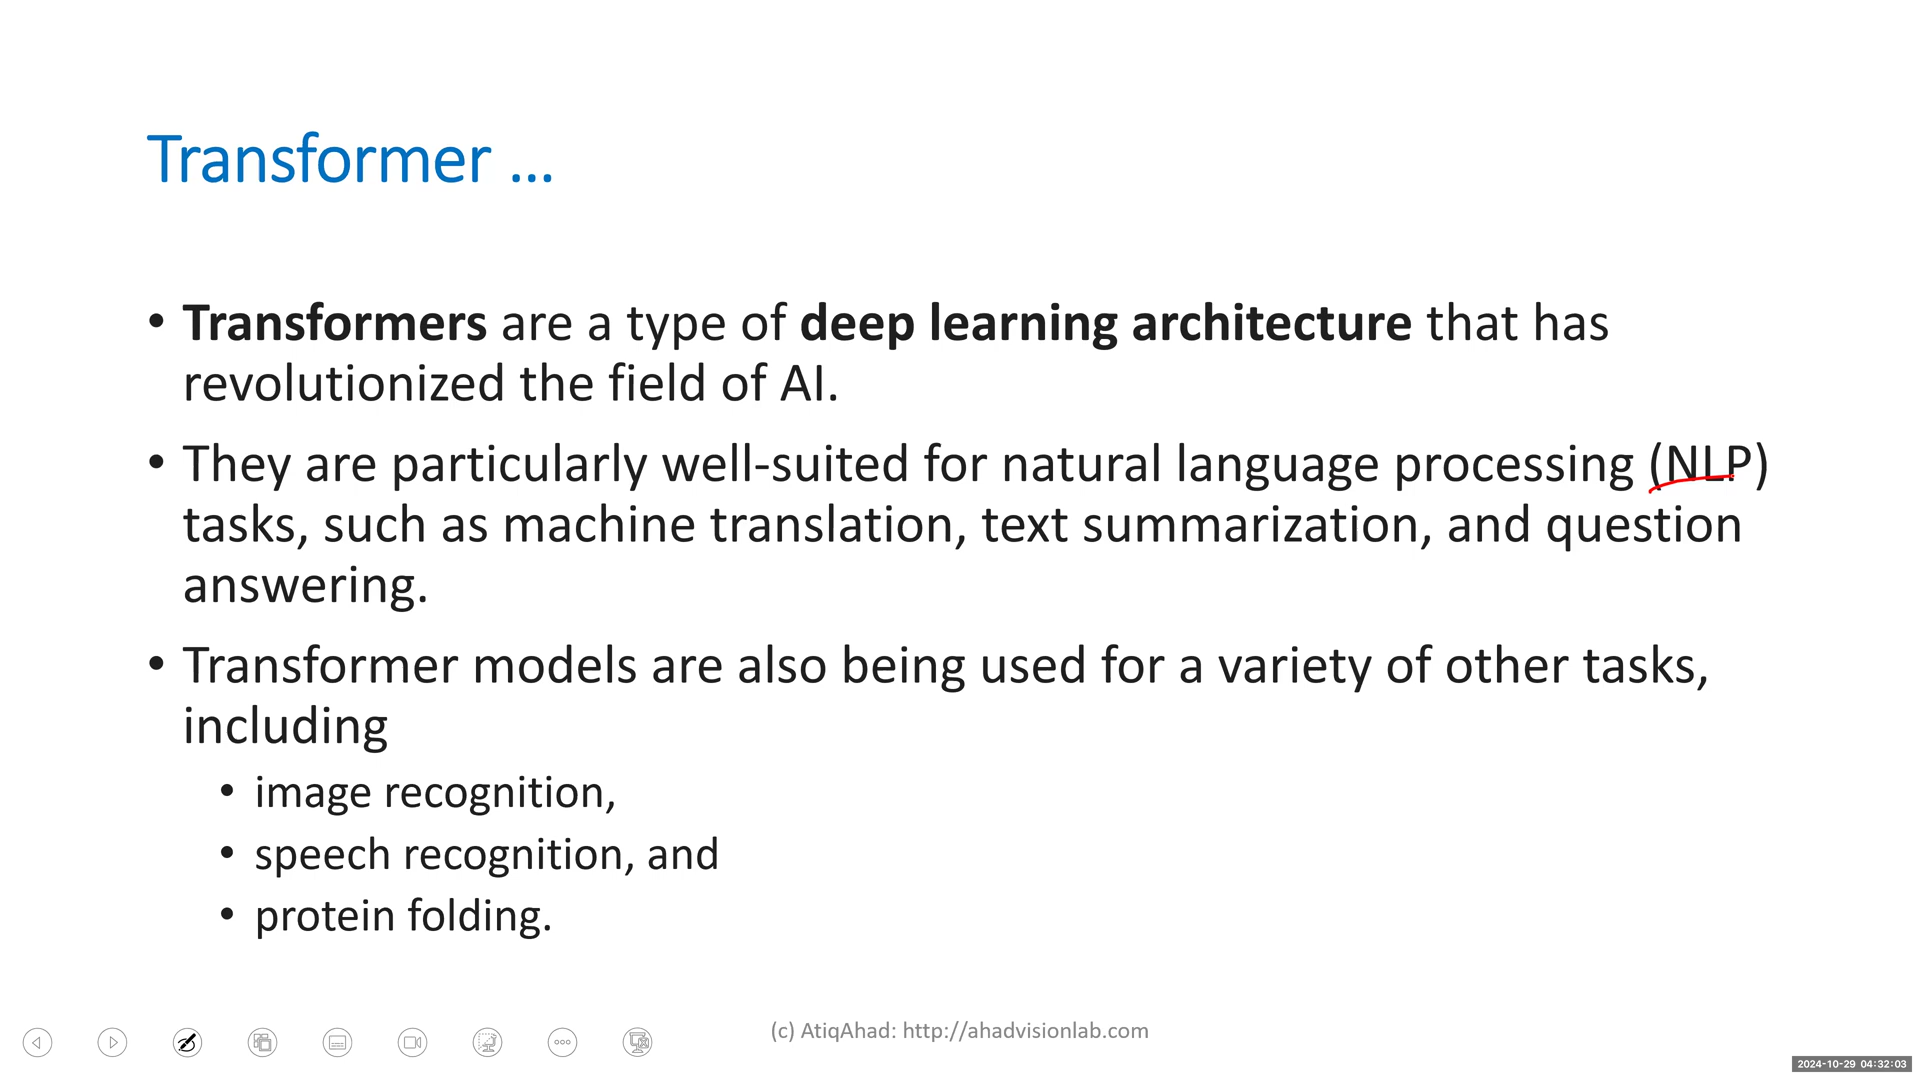 Transformer ...
• Transformers are a type of deep learning architecture that has
revolutionized the field of AI.
• They are particularly well-suited for natural language processing (NLP)
tasks, such as machine translation, text summarization, and question
answering.
• Transformer models are also being used for a variety of other tasks,
including
• image recognition,
• speech recognition, and
• protein folding.
(c) AtiqAhad: http://ahadvisionlab.com
2024-10-29 04:32:03